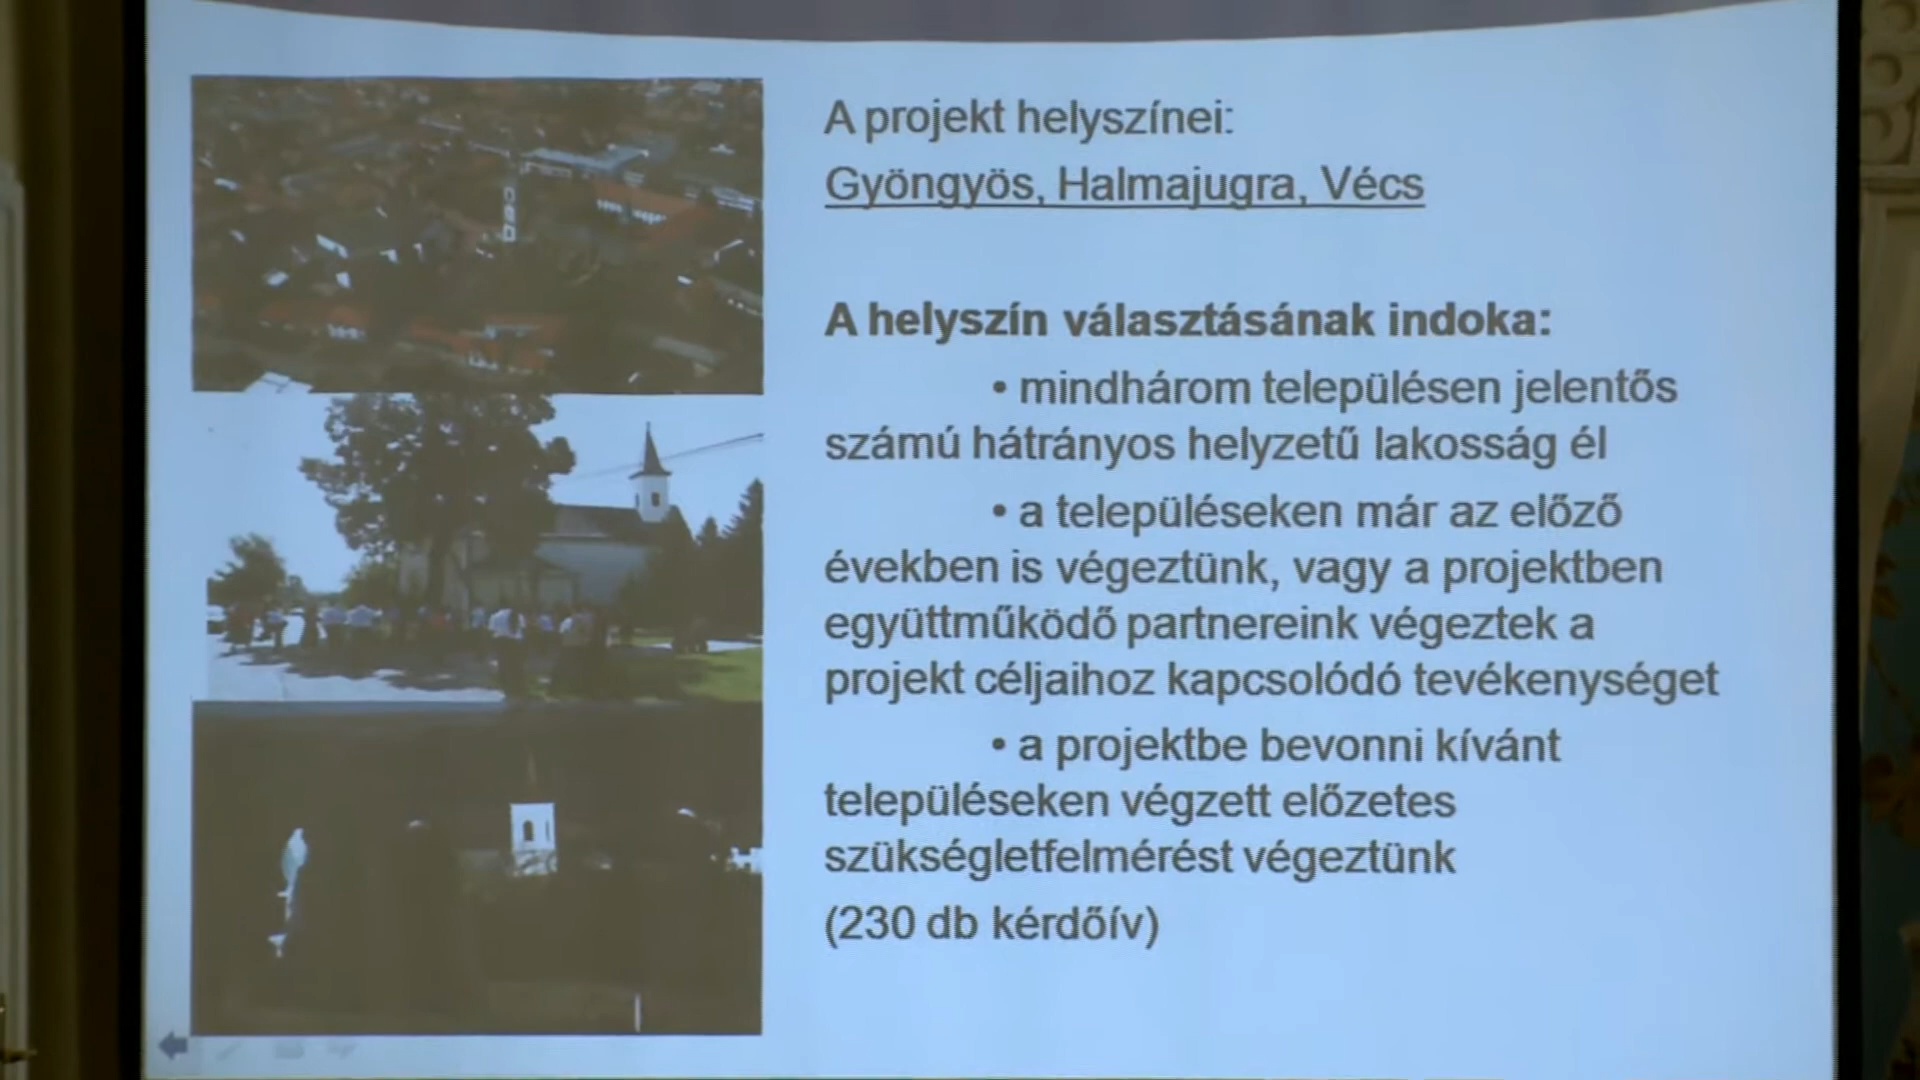 A projekt helyszínei:
Gyöngyös, Halmajugra, Vécs
A helyszín választásának indoka:
• mindhárom településen jelentős
számú hátrányos helyzetű lakosság él
• a településeken már az előző
években is végeztünk, vagy a projektben
együttműködő partnereink végeztek a
projekt céljaihoz kapcsolódó tevékenységet
• a projektbe bevonni kívánt
településeken végzett előzetes
szükségletfelmérést végeztünk
(230 db kérdőív)